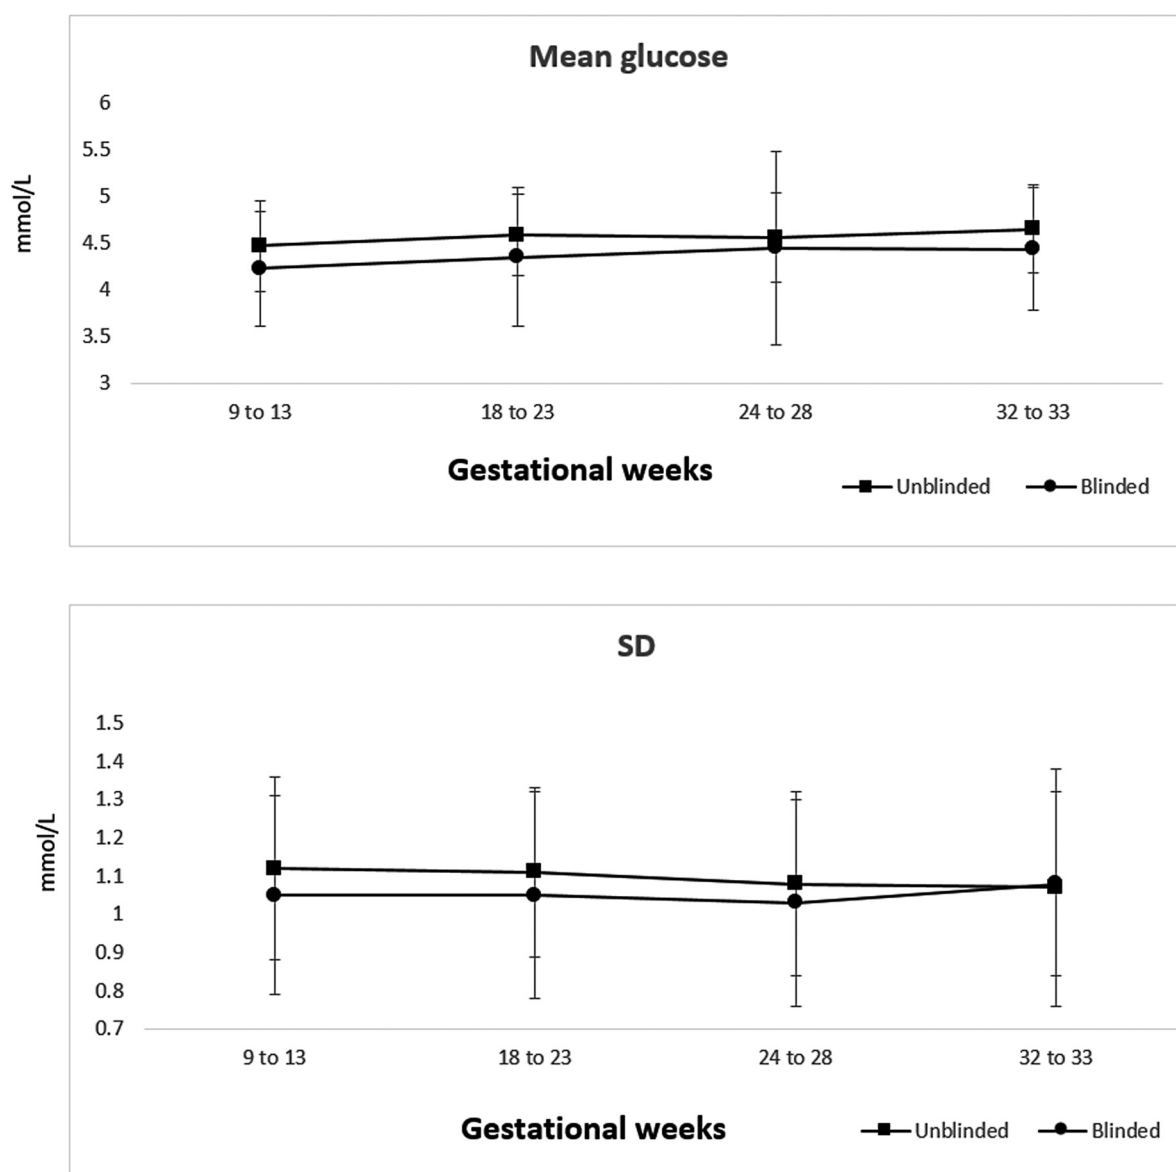 Mean glucose
mmol/L
6
5.5
5
4.5
4
3.5
3
9 to 13 18 to 23 24 to 28 32 to 33
Gestational weeks
Unblinded Blinded
SD
mmol/L
1.5
1.4
1.3
1.2
1.1
1
0.9
0.8
0.7
9 to 13 18 to 23 24 to 28 32 to 33
Gestational weeks
Unblinded Blinded